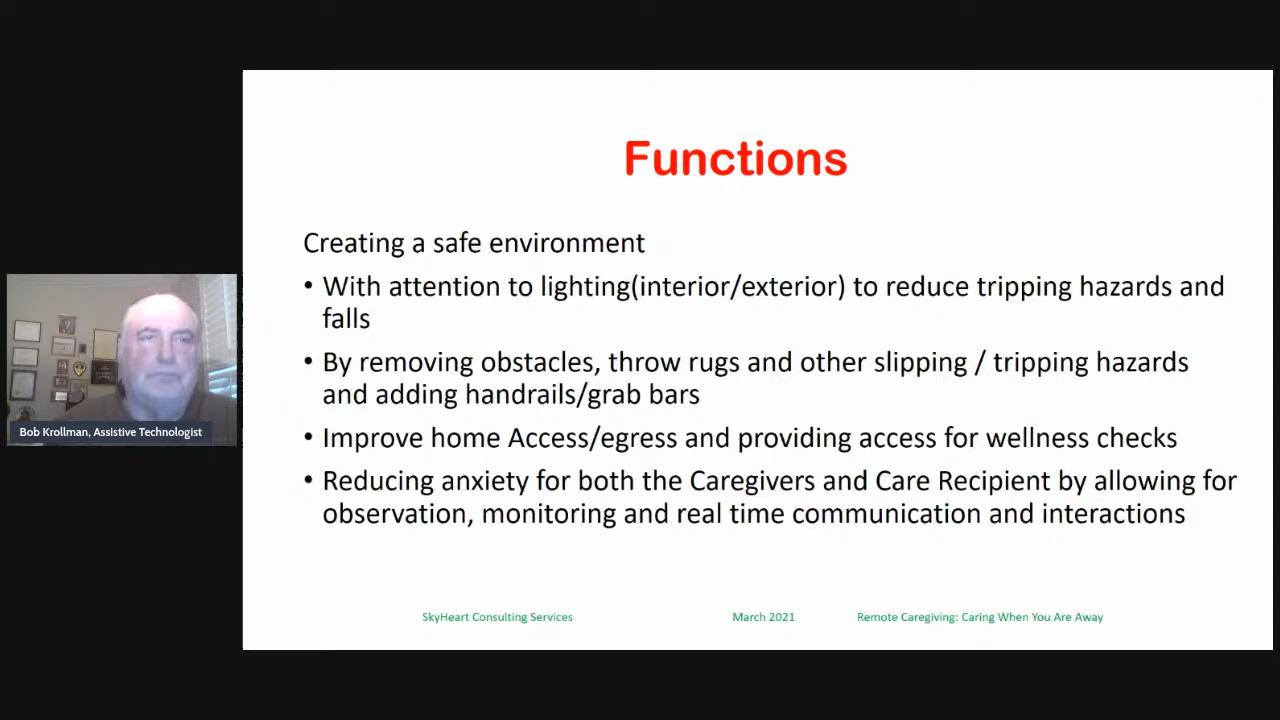 Functions
Creating a safe environment
• With attention to lighting(interior/exterior) to reduce tripping hazards and
falls
• By removing obstacles, throw rugs and other slipping / tripping hazards
and adding handrails/grab bars
• Improve home Access/egress and providing access for wellness checks
• Reducing anxiety for both the Caregivers and Care Recipient by allowing for
observation, monitoring and real time communication and interactions
Bob Krollman, Assistive Technologist
SkyHeart Consulting Services
March 2021
Remote Caregiving: Caring When You Are Away